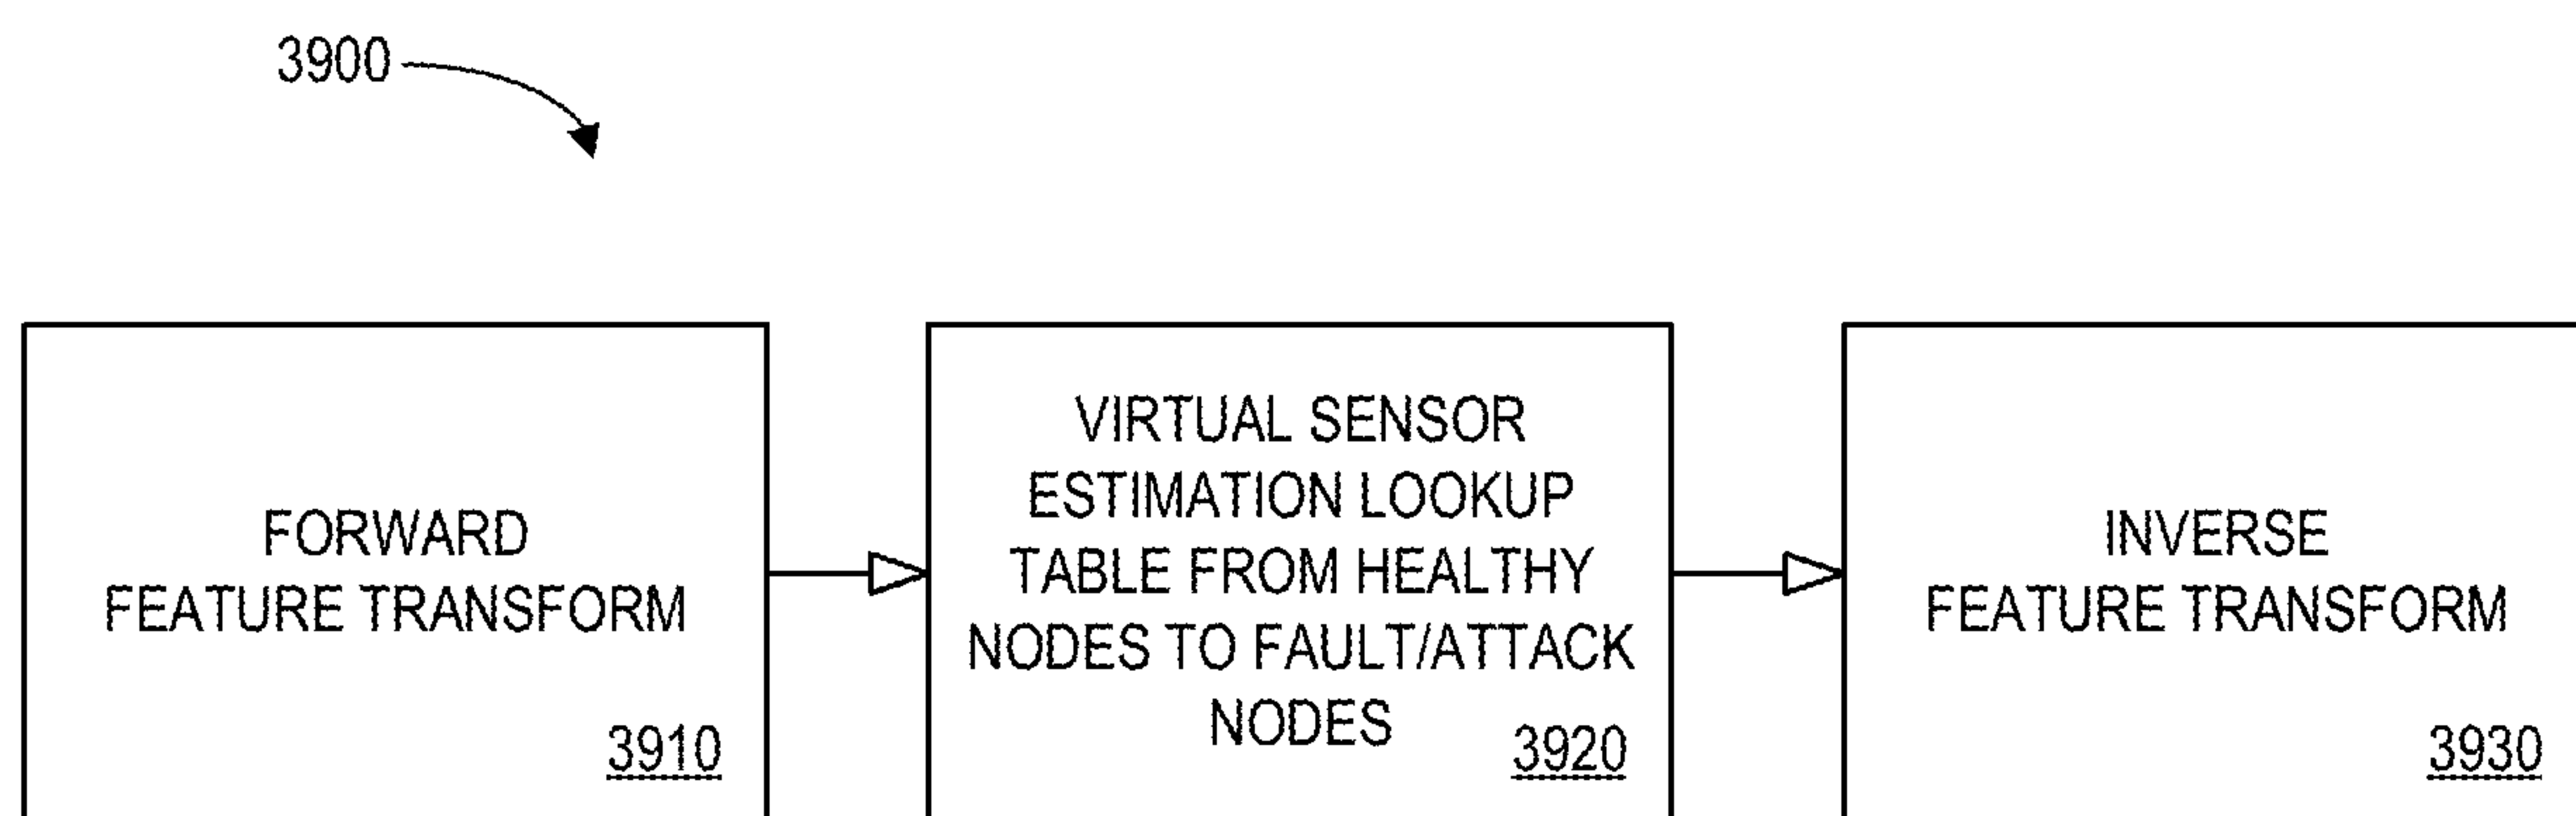 3900
FORWARD
FEATURE TRANSFORM
3910
VIRTUAL SENSOR
ESTIMATION LOOKUP
TABLE FROM HEALTHY
NODES TO FAULT/ATTACK
NODES
3920
INVERSE
FEATURE TRANSFORM
3930